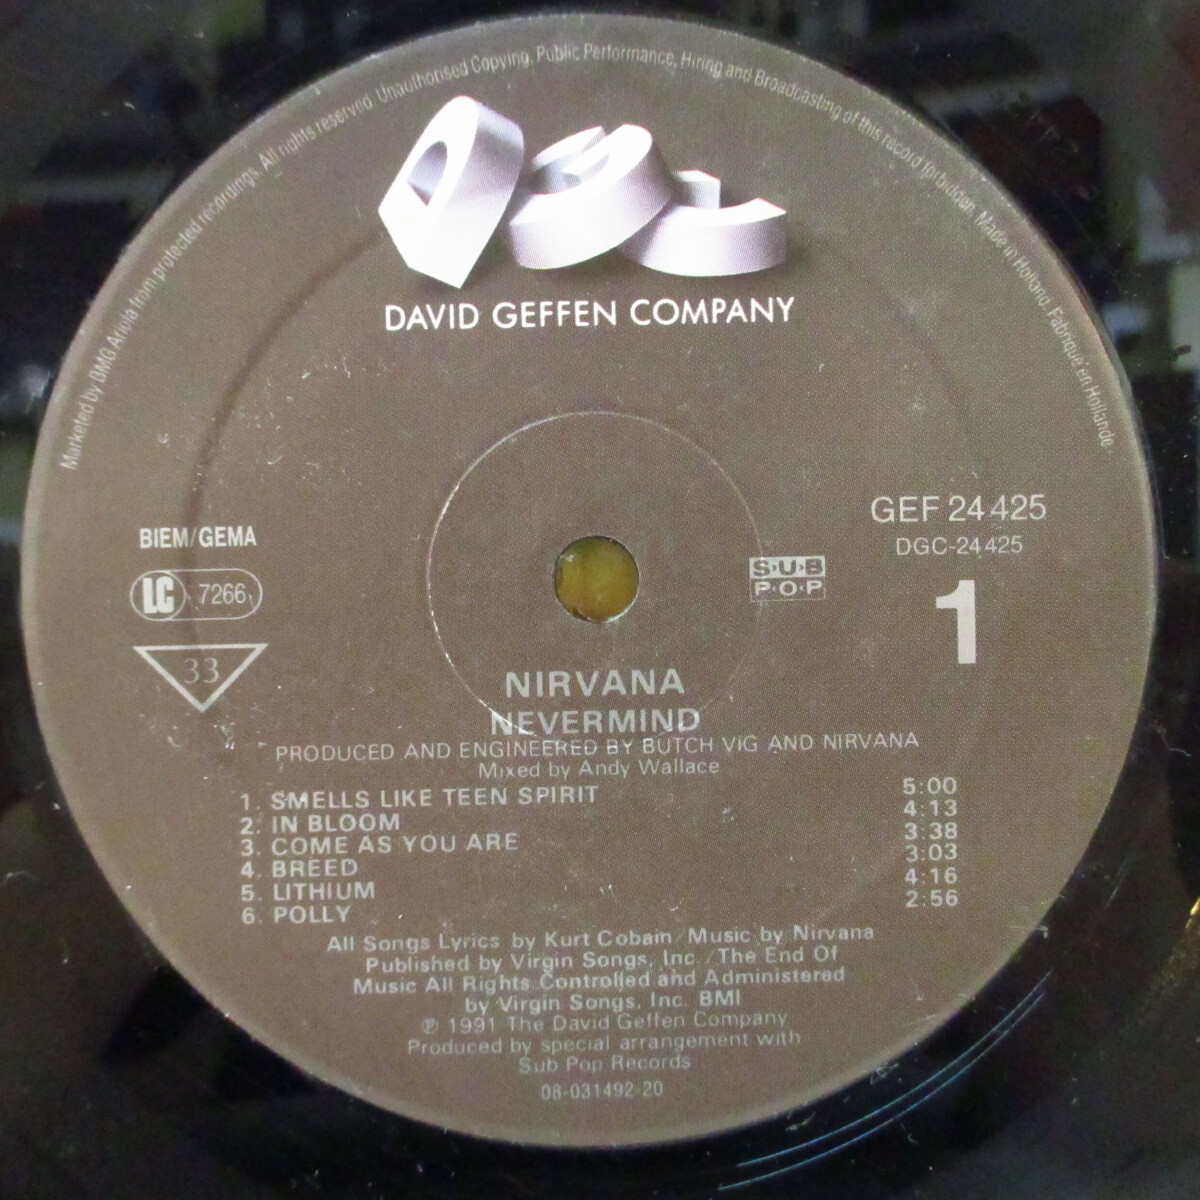 Marketed by BMG Ariola from protected recordings. All rights reserved. Unauthorised Copying, Public Performance, Hiring and Broadcasting of this record forbidden. Made in Holland. Fabriqué en Hollande
DGC
DAVID GEFFEN COMPANY
BIEM/GEMA
LC 7266
33
GEF 24 425
DGC-24 425
SUB
POP
1
NIRVANA
NEVERMIND
PRODUCED AND ENGINEERED BY BUTCH VIG AND NIRVANA
Mixed by Andy Wallace
1. SMELLS LIKE TEEN SPIRIT 5:00
2. IN BLOOM 4:13
3. COME AS YOU ARE 3:38
4. BREED 3:03
5. LITHIUM 4:16
6. POLLY 2:56
All Songs Lyrics by Kurt Cobain/Music by Nirvana
Published by Virgin Songs, Inc./The End Of
Music All Rights Controlled and Administered
by Virgin Songs, Inc. BMI
℗ 1991 The David Geffen Company
Produced by special arrangement with
Sub Pop Records
08-031492-20